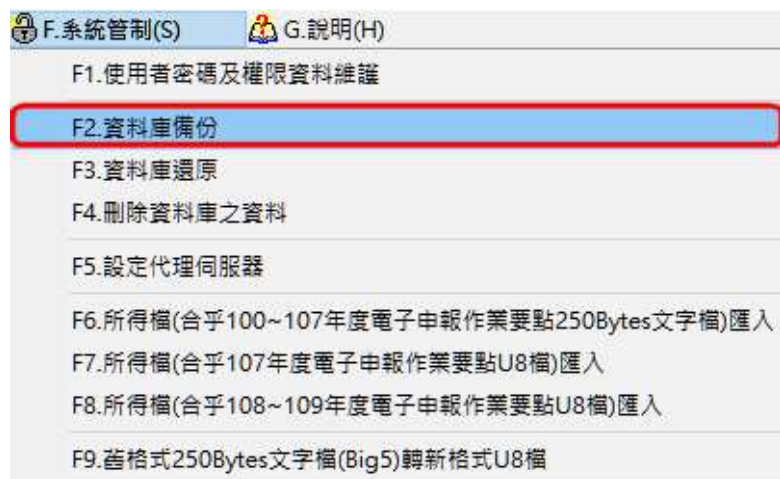 F.系統管制(S) G.說明(H)
F1.使用者密碼及權限資料維護
F2.資料庫備份
F3.資料庫還原
F4.刪除資料庫之資料
F5.設定代理伺服器
F6.所得檔(合乎100~107年度電子申報作業要點250Bytes文字檔)匯入
F7.所得檔(合乎107年度電子申報作業要點U8檔)匯入
F8.所得檔(合乎108~109年度電子申報作業要點U8檔)匯入
F9.舊格式250Bytes文字檔(Big5)轉新格式U8檔